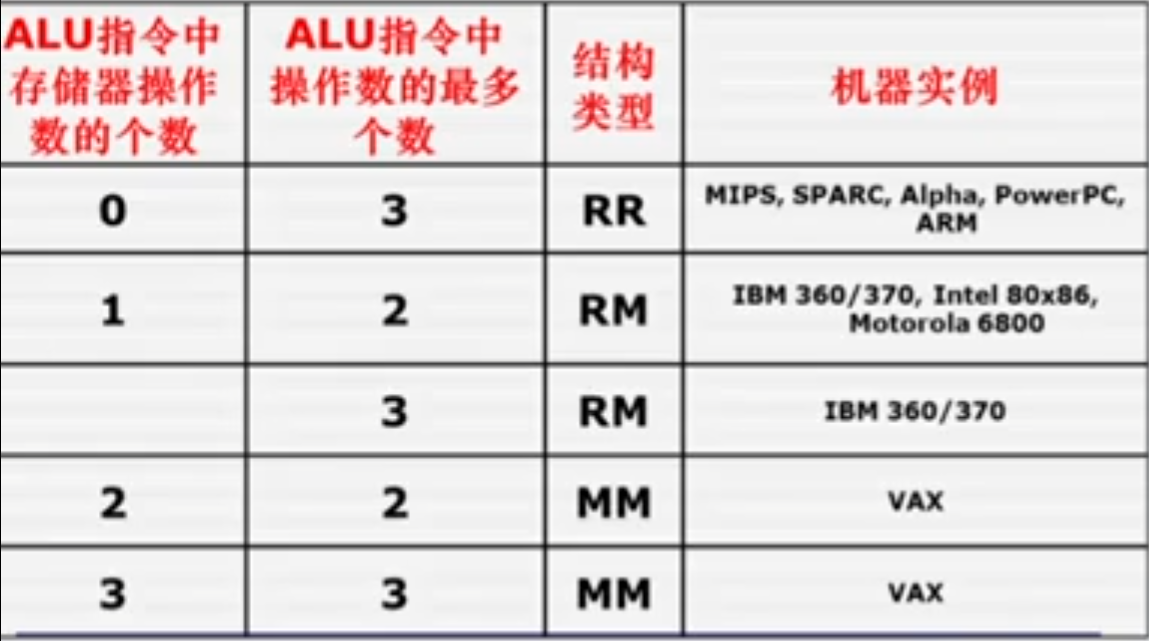 ALU指令中
存储器操作
数的个数
ALU指令中
操作数的最多
个数
结构
类型
机器实例
0
3
RR
MIPS, SPARC, Alpha, PowerPC,
ARM
1
2
RM
IBM 360/370, Intel 80x86,
Motorola 6800
3
RM
IBM 360/370
2
2
MM
VAX
3
3
MM
VAX